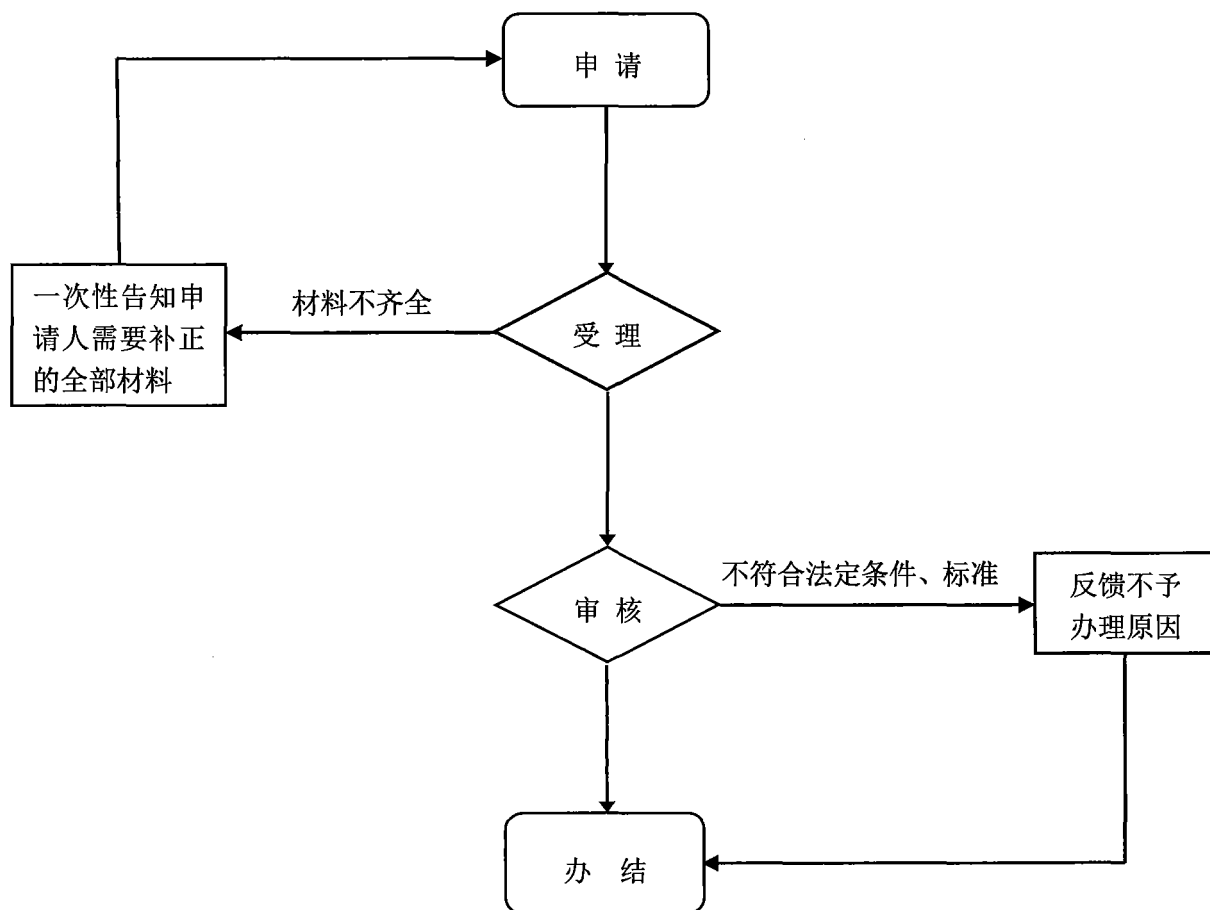 申 请
材料不齐全
一次性告知申
请人需要补正
的全部材料
受 理
不符合法定条件、标准
审 核
反馈不予
办理原因
办 结